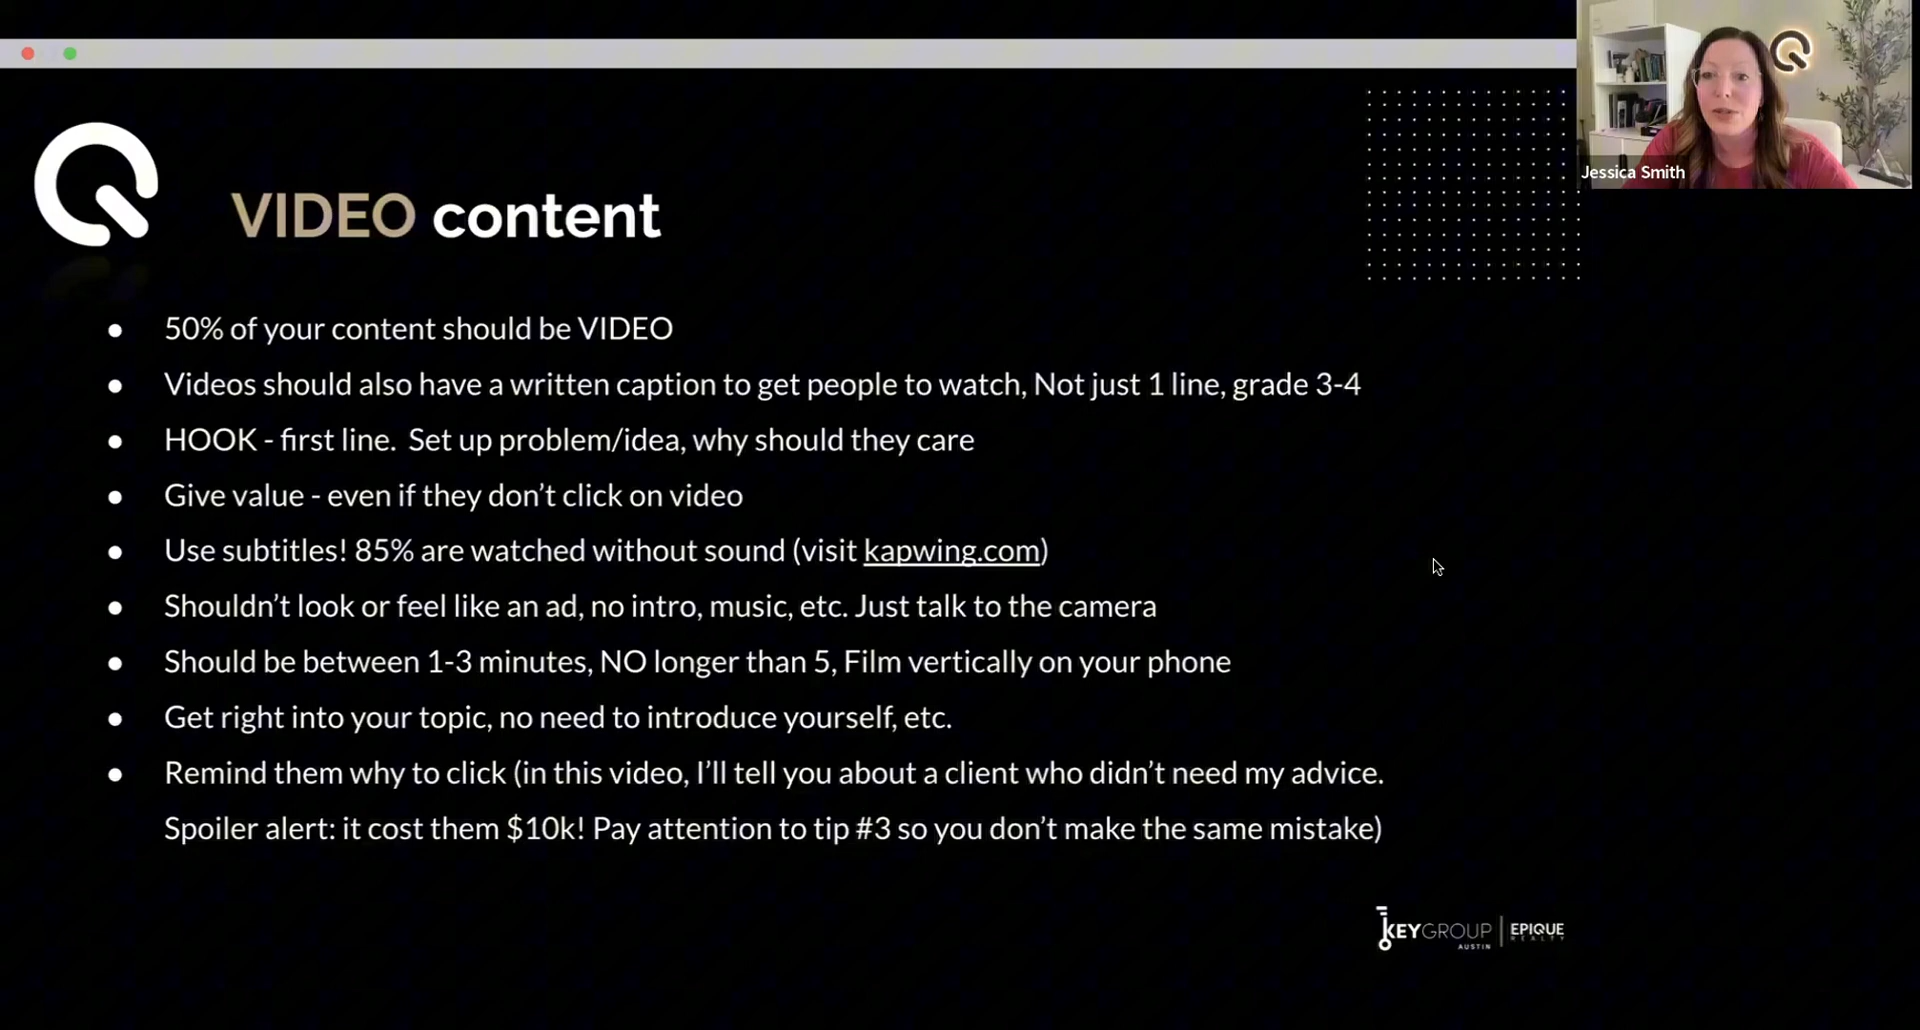 Jessica Smith
VIDEO content
50% of your content should be VIDEO
Videos should also have a written caption to get people to watch, Not just 1 line, grade 3-4
HOOK - first line.  Set up problem/idea, why should they care
Give value - even if they don’t click on video
Use subtitles! 85% are watched without sound (visit kapwing.com)
Shouldn’t look or feel like an ad, no intro, music, etc. Just talk to the camera
Should be between 1-3 minutes, NO longer than 5, Film vertically on your phone
Get right into your topic, no need to introduce yourself, etc.
Remind them why to click (in this video, I’ll tell you about a client who didn’t need my advice.
Spoiler alert: it cost them $10k! Pay attention to tip #3 so you don’t make the same mistake)
KEYGROUP
AUSTIN
EPIQUE
REALTY